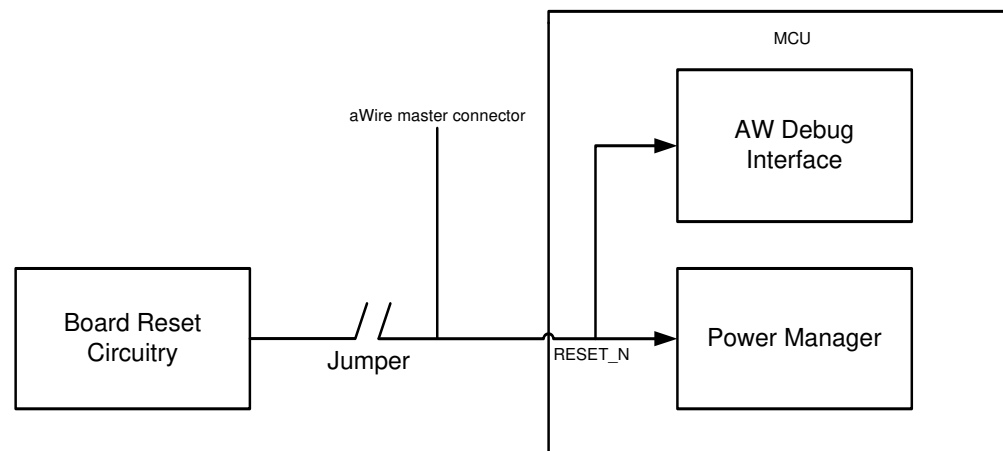 MCU
aWire master connector
AW Debug
Interface
Board Reset
Circuitry
Jumper
RESET_N
Power Manager